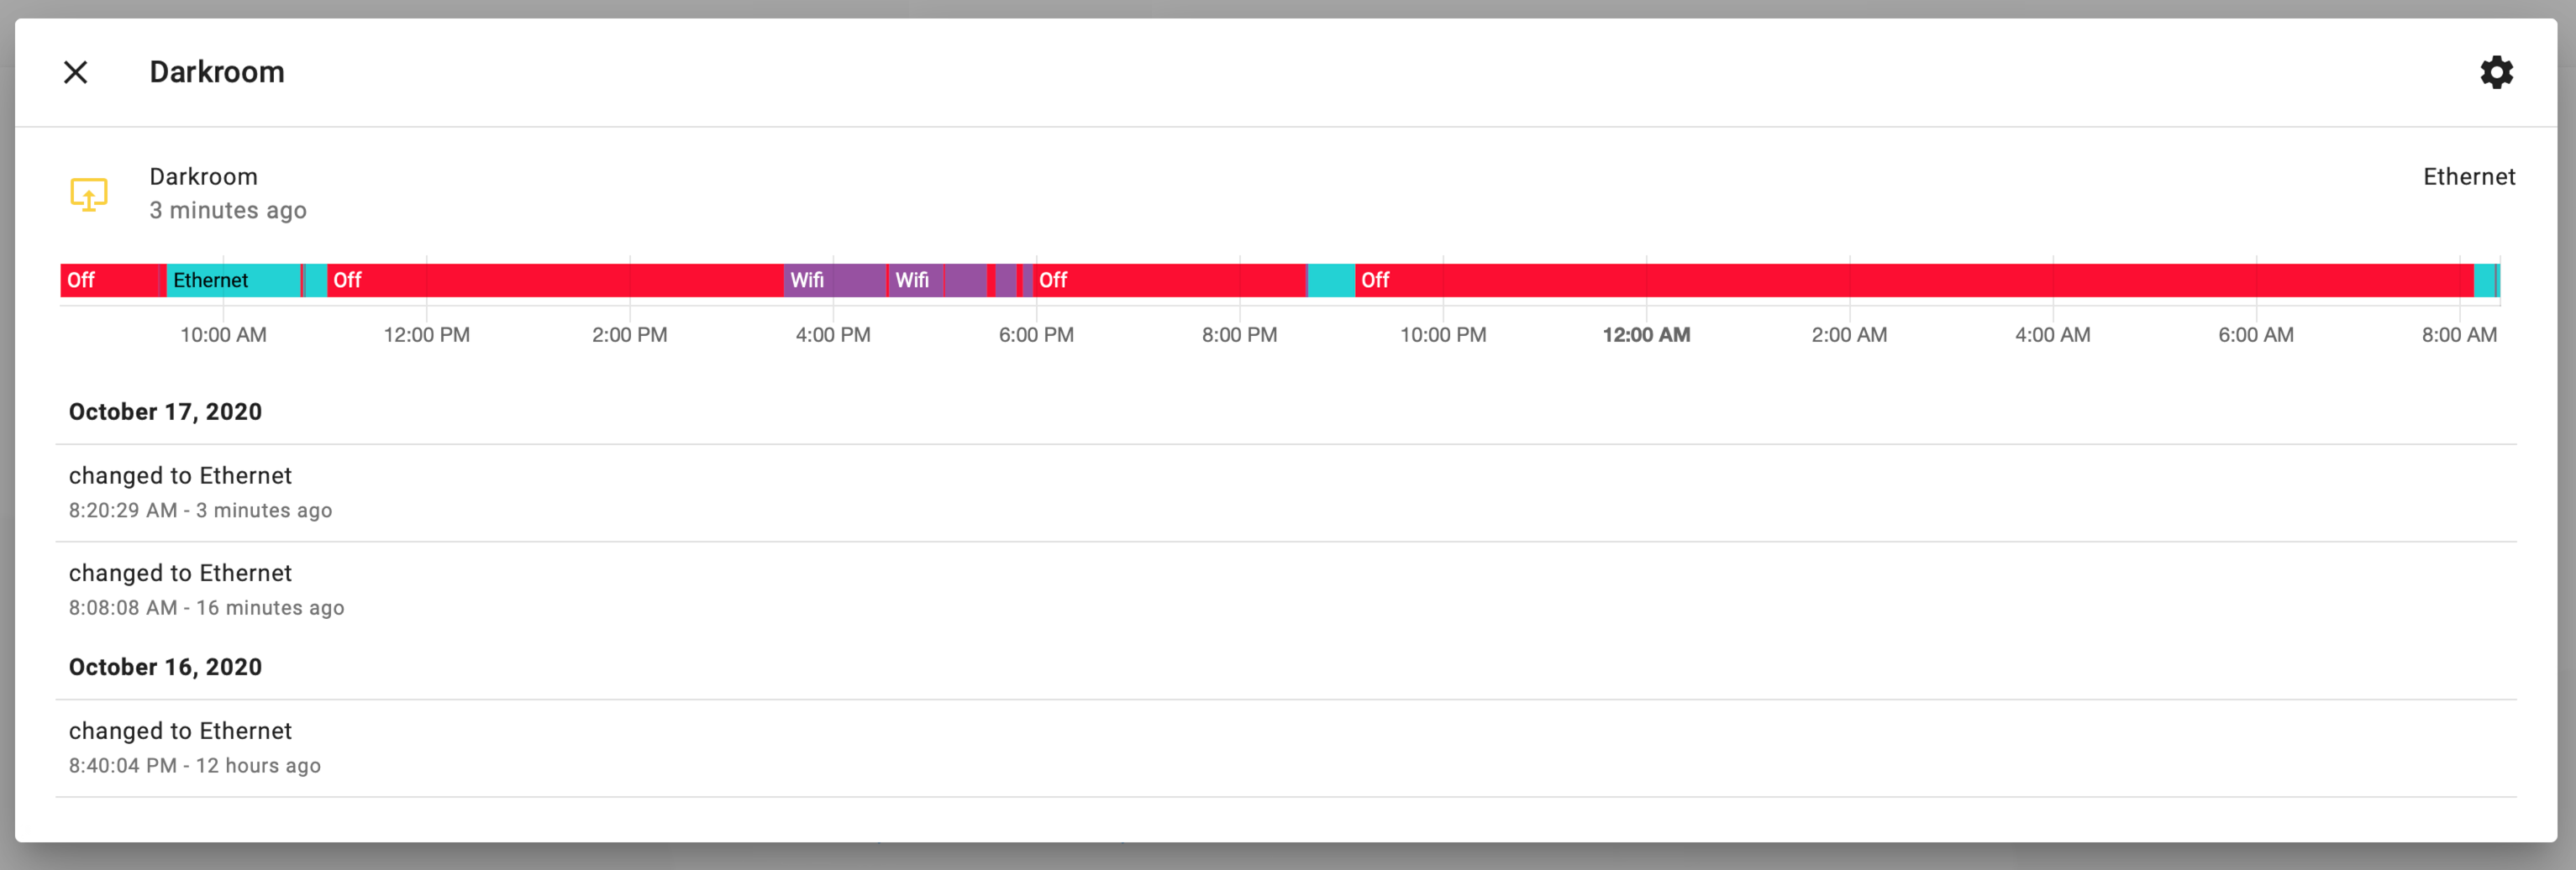 Darkroom
Darkroom
Ethernet
3 minutes ago
Off Ethernet Off Wifi Wifi Off Off
10:00 AM 12:00 PM 2:00 PM 4:00 PM 6:00 PM 8:00 PM 10:00 PM 12:00 AM 2:00 AM 4:00 AM 6:00 AM 8:00 AM
October 17, 2020
changed to Ethernet
8:20:29 AM - 3 minutes ago
changed to Ethernet
8:08:08 AM - 16 minutes ago
October 16, 2020
changed to Ethernet
8:40:04 PM - 12 hours ago